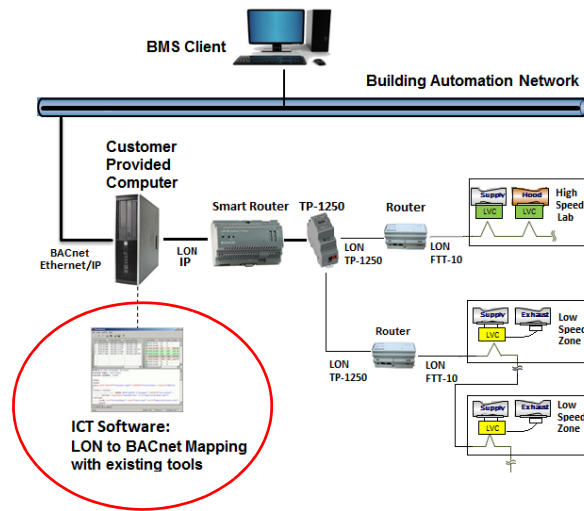 BMS Client
Building Automation Network
Customer
Provided
Computer
Smart Router
TP-1250
Router
Supply
Hood
LVC
LVC
High
Speed
Lab
BACnet
Ethernet/IP
LON
IP
LON
TP-1250
LON
FTT-10
Router
LON
TP-1250
LON
FTT-10
Supply
Exhaust
LVC
Low
Speed
Zone
Supply
Exhaust
LVC
Low
Speed
Zone
ICT Software:
LON to BACnet Mapping
with existing tools